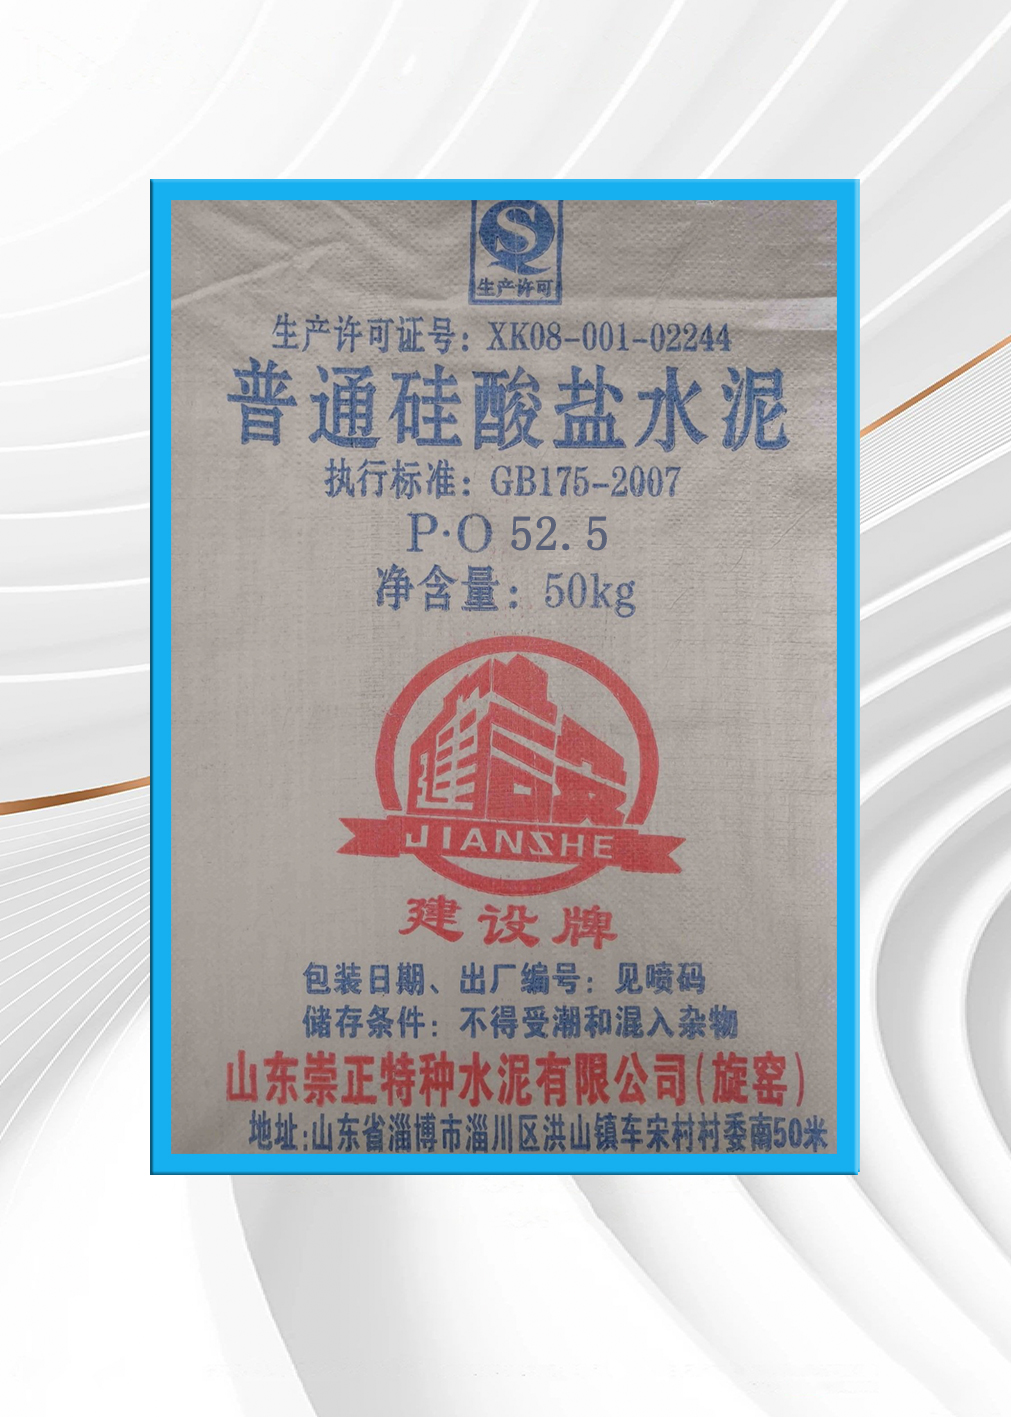 S
生产许可
生产许可证号：XK08-001-02244
普通硅酸盐水泥
执行标准：GB175-2007
P·O 52.5
净含量：50kg
建设
JIANSHE
建设牌
包装日期、出厂编号：见喷码
储存条件：不得受潮和混入杂物
山东崇正特种水泥有限公司（旋窑）
地址:山东省淄博市淄川区洪山镇车宋村村委南50米